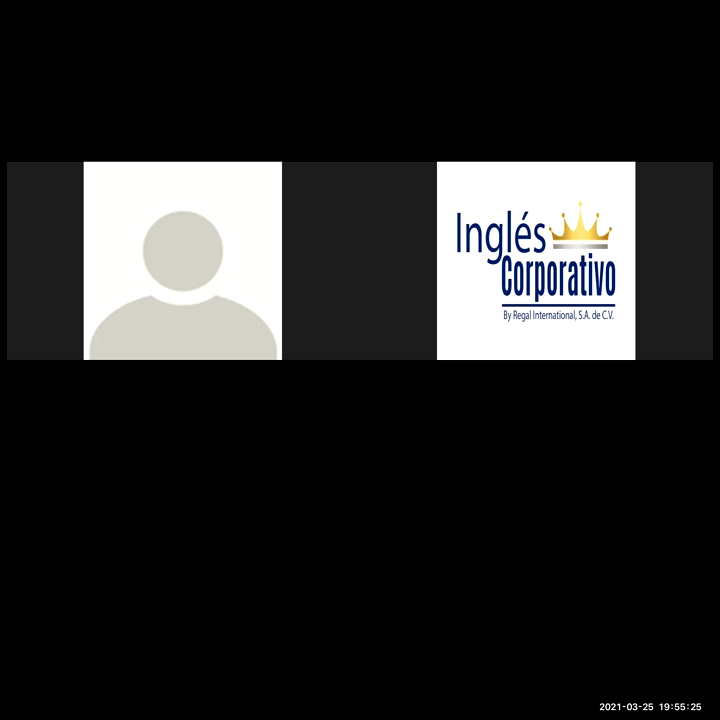 Inglés
Corporativo
By Regal International, S.A. de C.V.
2021-03-25 19:55:25